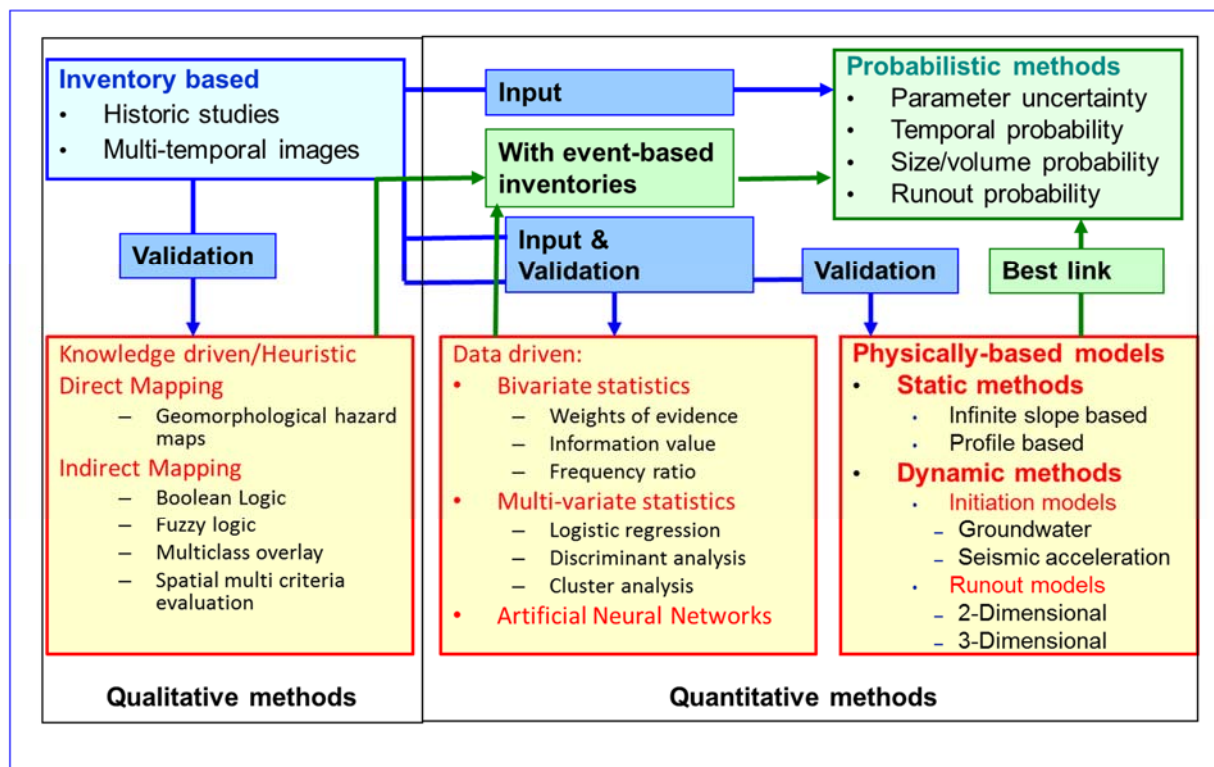 Inventory based
• Historic studies
• Multi-temporal images
Input
With event-based
inventories
Probabilistic methods
• Parameter uncertainty
• Temporal probability
• Size/volume probability
• Runout probability
Validation
Input &
Validation
Validation
Best link
Knowledge driven/Heuristic
Direct Mapping
– Geomorphological hazard
maps
Indirect Mapping
– Boolean Logic
– Fuzzy logic
– Multiclass overlay
– Spatial multi criteria
evaluation
Data driven:
• Bivariate statistics
– Weights of evidence
– Information value
– Frequency ratio
• Multi-variate statistics
– Logistic regression
– Discriminant analysis
– Cluster analysis
• Artificial Neural Networks
Physically-based models
• Static methods
• Infinite slope based
• Profile based
• Dynamic methods
• Initiation models
– Groundwater
– Seismic acceleration
• Runout models
– 2-Dimensional
– 3-Dimensional
Qualitative methods
Quantitative methods